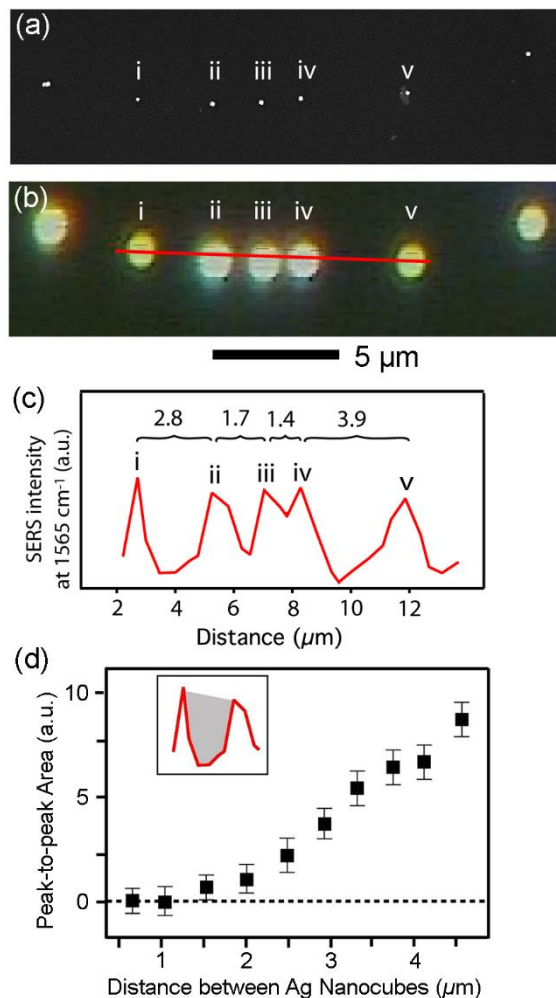 (a)
i ii iii iv v
(b)
i ii iii iv v
5 μm
(c)
2.8 1.7 1.4 3.9
i ii iii iv v
SERS intensity
at 1565 cm⁻¹ (a.u.)
2 4 6 8 10 12
Distance (μm)
(d)
10
5
0
Peak-to-peak Area (a.u.)
1 2 3 4
Distance between Ag Nanocubes (μm)